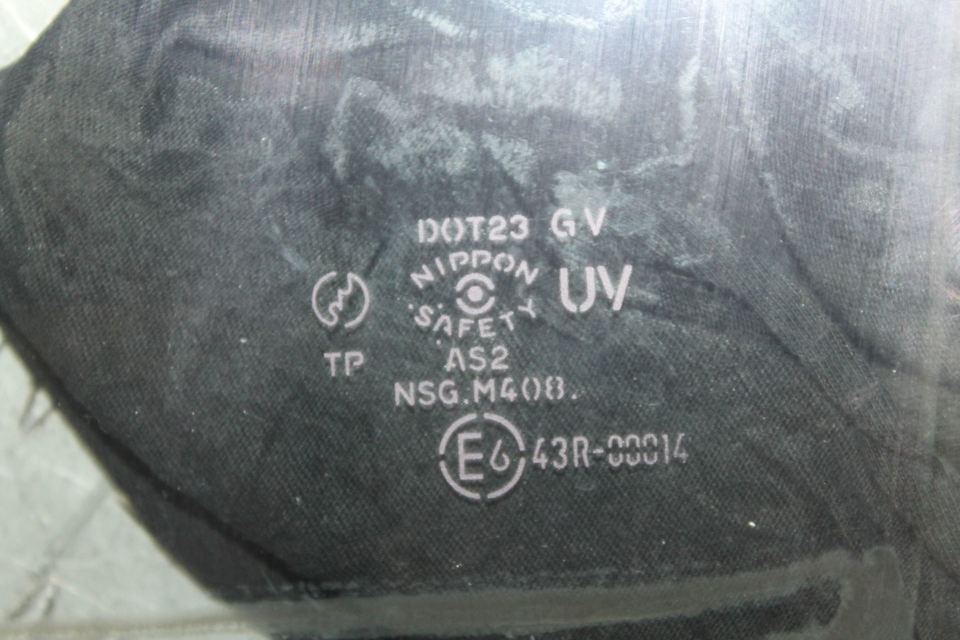 DOT23 GV
NIPPON
SAFETY
UV
TP
AS2
NSG.M408.
E6 43R-00014